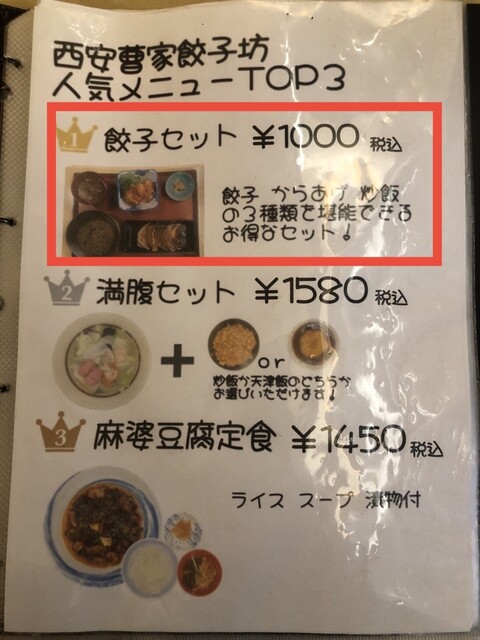 西安曹家餃子坊
人気メニューTOP3
1 餃子セット ¥1000 税込
餃子 からあげ 炒飯
の3種類を堪能できる
お得なセット!
2 満腹セット ¥1580 税込
+ or
炒飯か天津飯のどちらか
お選びいただけます!
3 麻婆豆腐定食 ¥1450 税込
ライス スープ 漬物付